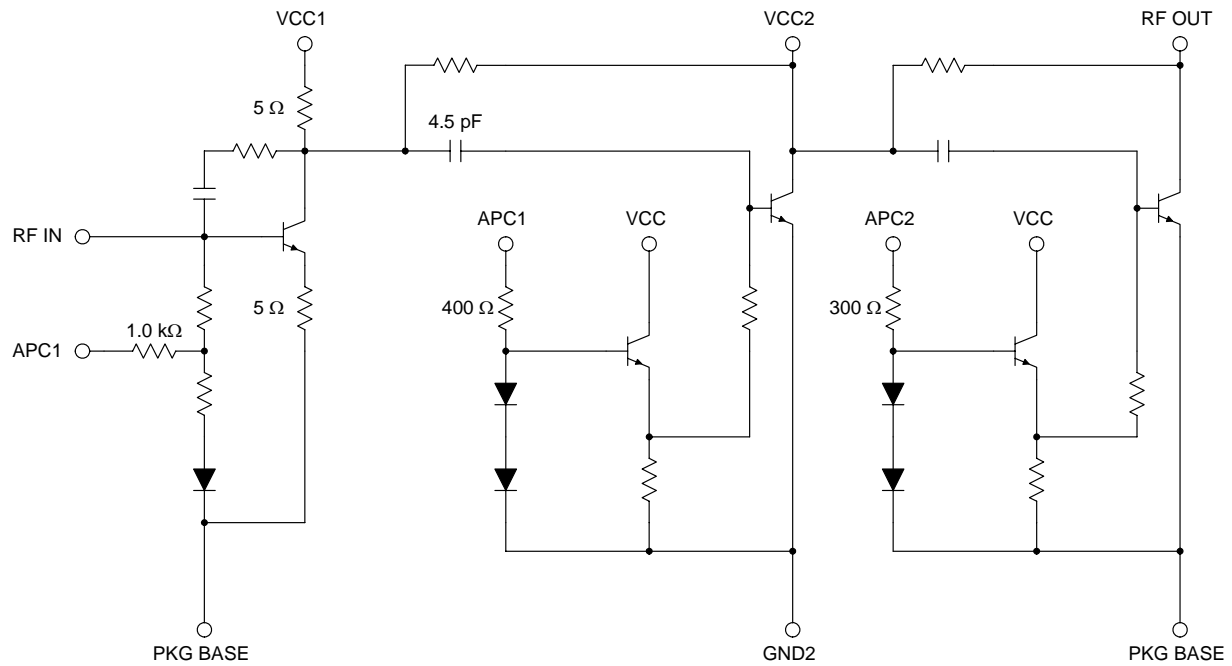 VCC1
VCC2
RF OUT
5 Ω
4.5 pF
APC1
VCC
APC2
VCC
RF IN
5 Ω
400 Ω
300 Ω
1.0 kΩ
APC1
PKG BASE
GND2
PKG BASE